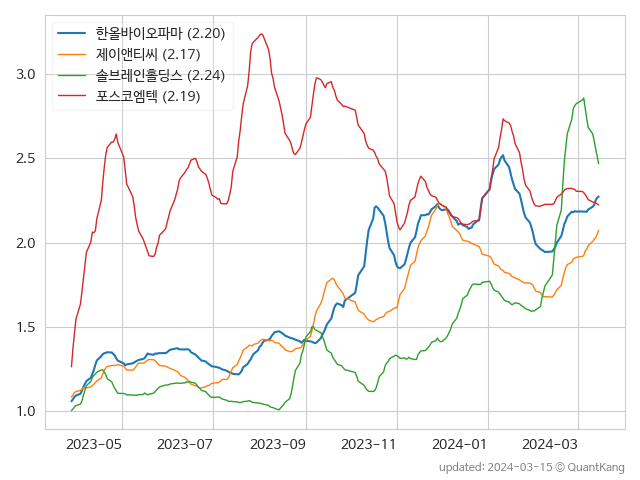 한올바이오파마 (2.20)
제이앤티씨 (2.17)
솔브레인홀딩스 (2.24)
포스코엠텍 (2.19)
3.0
2.5
2.0
1.5
1.0
2023-05 2023-07 2023-09 2023-11 2024-01 2024-03
updated: 2024-03-15 © QuantKang